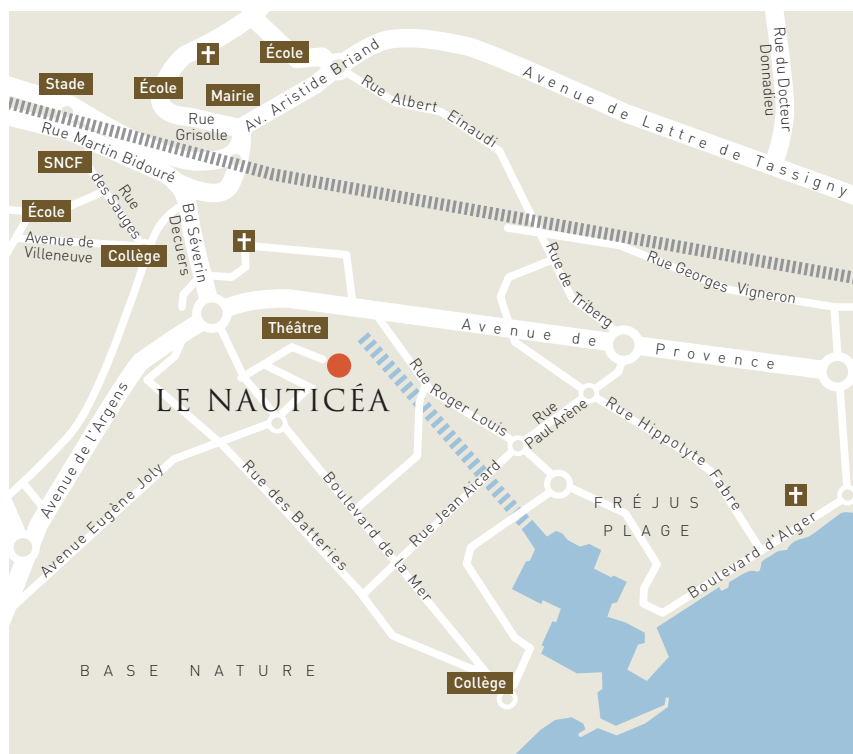 École
Stade
École
Mairie
Av. Aristide Briand
Rue
Grisolle
Rue Albert Einaudi
Avenue de Lattre de Tassigny
Rue du Docteur
Donnadieu
Rue Martin Bidouré
SNCF
Rue
des Sauges
École
Avenue de
Villeneuve
Collège
Bd Séverin
Decuers
Rue de Triberg
Rue Georges Vigneron
Théâtre
Avenue de Provence
LE NAUTICÉA
Rue Roger Louis
Rue
Paul Arène
Rue Hippolyte Fabre
Avenue de l'Argens
Avenue Eugène Joly
Rue des Batteries
Boulevard de la Mer
Rue Jean Aicard
FRÉJUS
PLAGE
Boulevard d'Alger
BASE NATURE
Collège